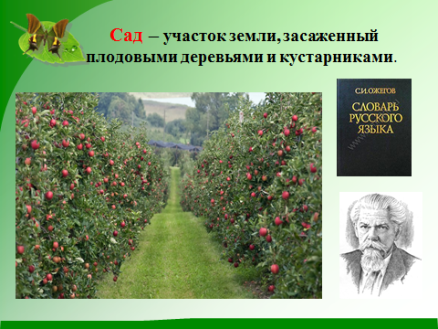 Сад – участок земли, засаженный
плодовыми деревьями и кустарниками.
С.И.ОЖЕГОВ
СЛОВАРЬ
РУССКОГО
ЯЗЫКА